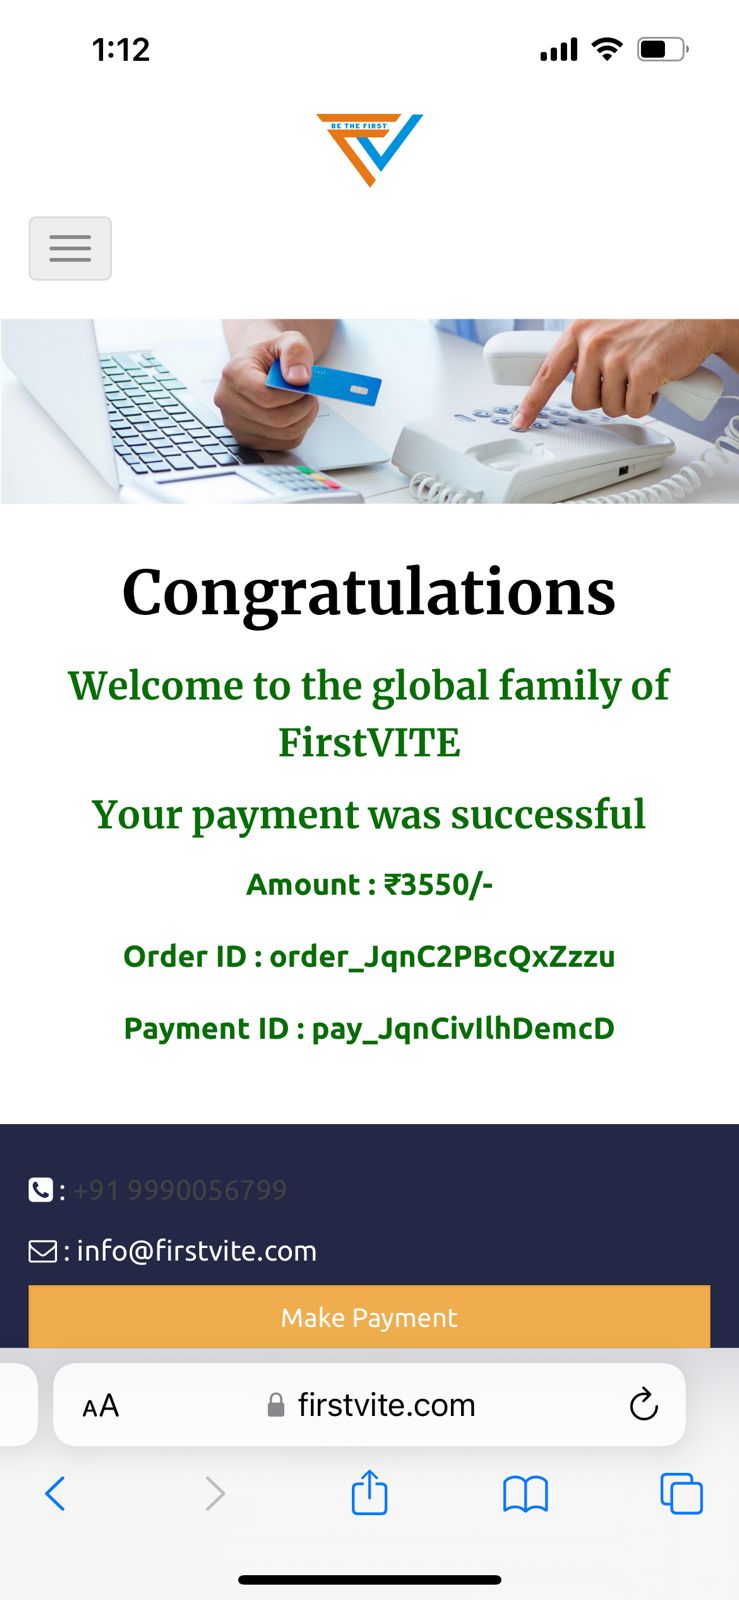 1:12
BE THE FIRST
Congratulations
Welcome to the global family of
FirstVITE
Your payment was successful
Amount : ₹3550/-
Order ID : order_JqnC2PBcQxZzzu
Payment ID : pay_JqnCivIlhDemcD
: +91 9990056799
: info@firstvite.com
Make Payment
AA firstvite.com